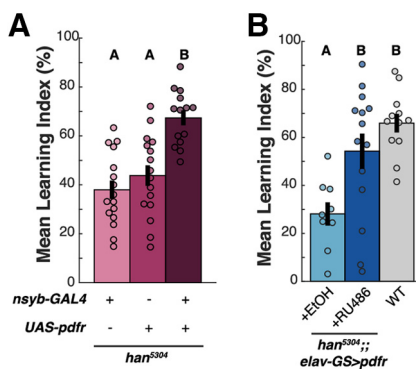 A
Mean Learning Index (%)
100
80
60
40
20
0
A A B
nsyb-GAL4 + - +
UAS-pdfr - + +
han5304
B
Mean Learning Index (%)
100
80
60
40
20
0
A B B
+EtOH
+RU486
WT
han5304;;
elav-GS>pdfr